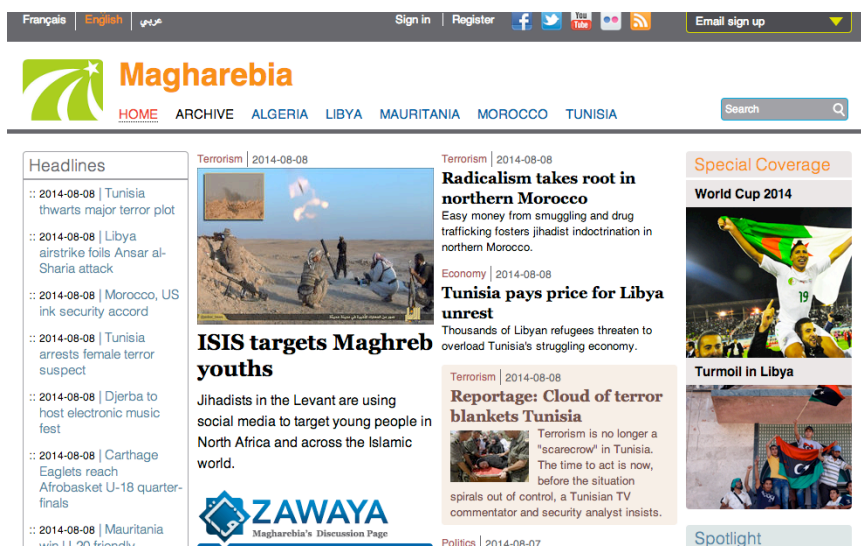 Français | English | عربي
Sign in | Register
You
Tube
Email sign up
Magharebia
HOME ARCHIVE ALGERIA LIBYA MAURITANIA MOROCCO TUNISIA
Search
Headlines
:: 2014-08-08 | Tunisia
thwarts major terror plot
:: 2014-08-08 | Libya
airstrike foils Ansar al-
Sharia attack
:: 2014-08-08 | Morocco, US
ink security accord
:: 2014-08-08 | Tunisia
arrests female terror
suspect
:: 2014-08-08 | Djerba to
host electronic music
fest
:: 2014-08-08 | Carthage
Eaglets reach
Afrobasket U-18 quarter-
finals
:: 2014-08-08 | Mauritania
win U-20 friendly
Terrorism | 2014-08-08
ISIS targets Maghreb
youths
Jihadists in the Levant are using
social media to target young people in
North Africa and across the Islamic
world.
ZAWAYA
Magharebia's Discussion Page
Terrorism | 2014-08-08
Radicalism takes root in
northern Morocco
Easy money from smuggling and drug
trafficking fosters jihadist indoctrination in
northern Morocco.
Economy | 2014-08-08
Tunisia pays price for Libya
unrest
Thousands of Libyan refugees threaten to
overload Tunisia's struggling economy.
Terrorism | 2014-08-08
Reportage: Cloud of terror
blankets Tunisia
Terrorism is no longer a
"scarecrow" in Tunisia.
The time to act is now,
before the situation
spirals out of control, a Tunisian TV
commentator and security analyst insists.
Politics | 2014-08-07
Special Coverage
World Cup 2014
19
Turmoil in Libya
Spotlight